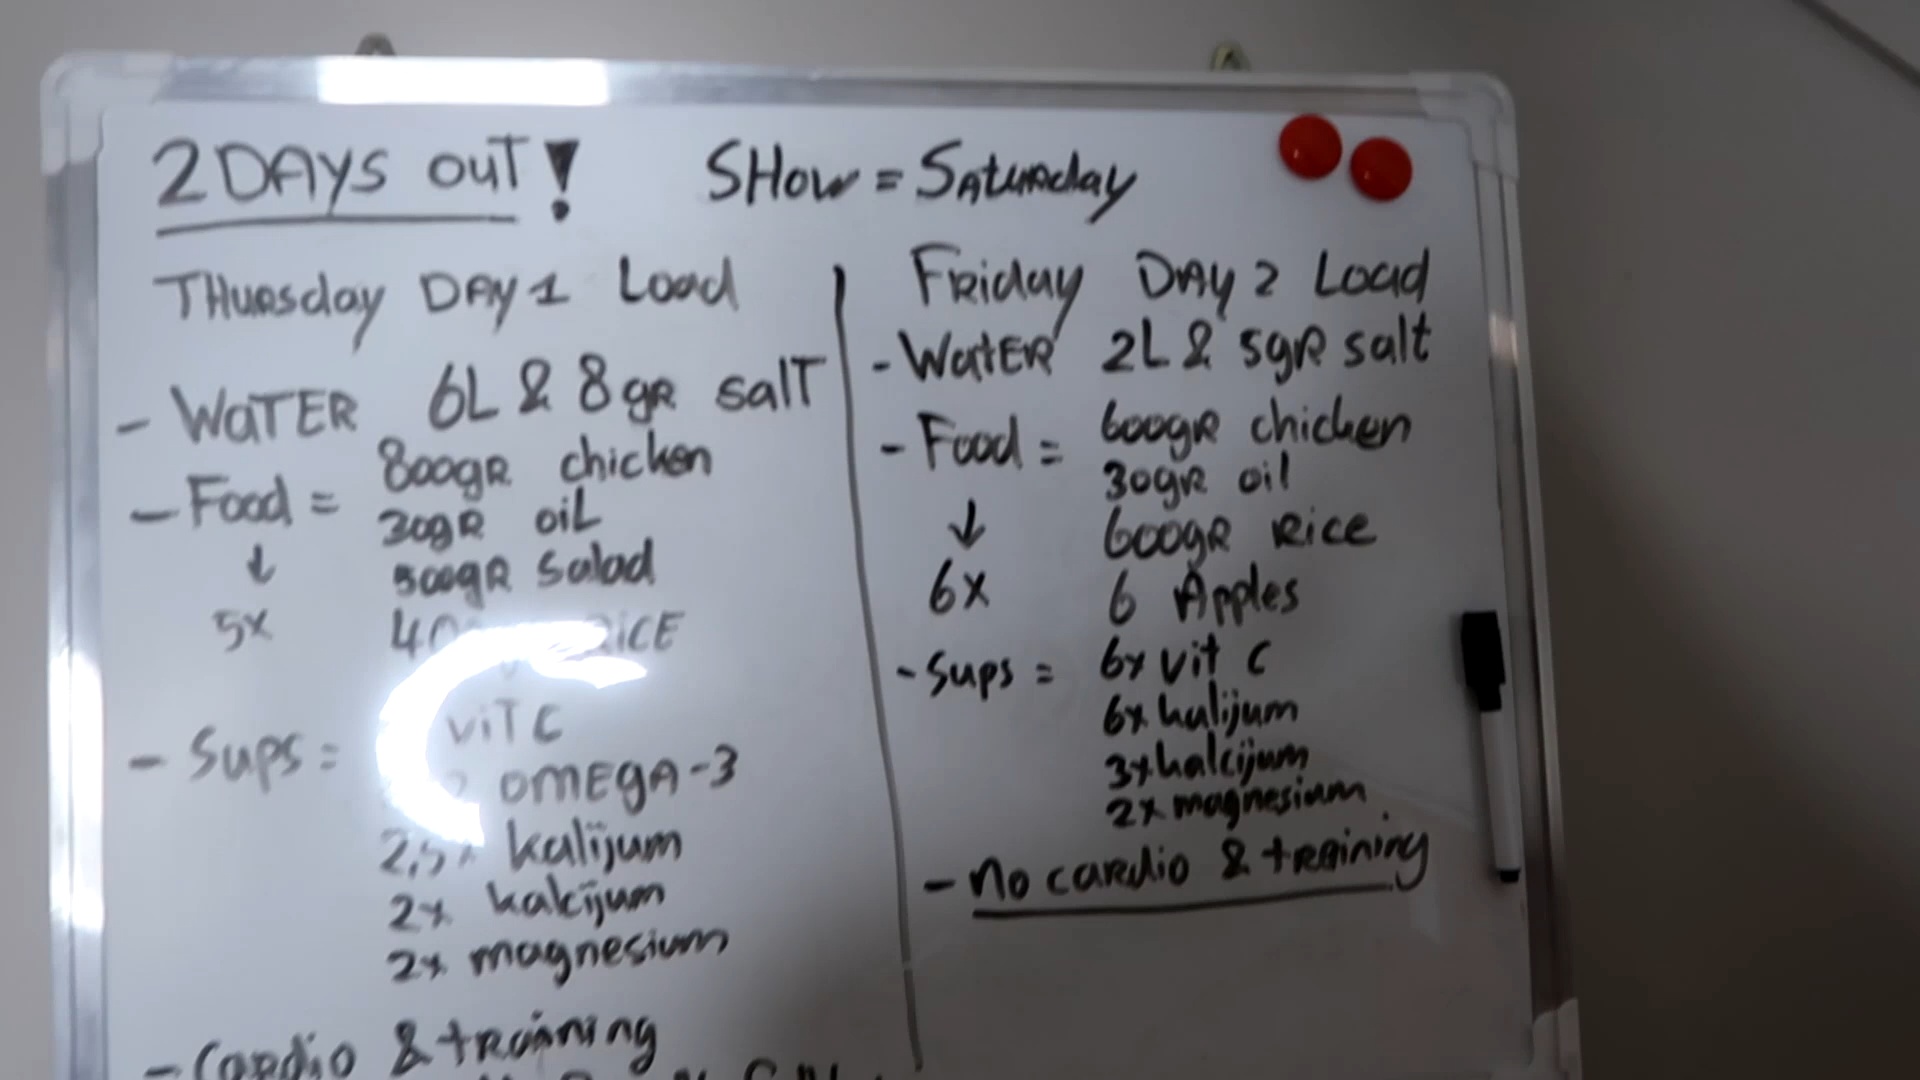 2DAYS OUT! SHOW = SATURDAY
THURSDAY DAY 1 LOAD
- WATER 6L & 8gR SALT
- Food = 800gR chicken
30gR OIL
↓ 500gR Salad
5x RICE
- Sups = VIT C
OMEGA-3
2,5x kalijum
2x kalcijum
2x magnesium
- Cardio & training
FRiday DAY 2 LOAD
- WatER 2L & 5gR salt
- Food = 600gR chicken
30gR oil
↓ 600gR Rice
6x 6 Apples
- Sups = 6x vit C
6x kalijum
3x kalcijum
2x magnesium
- no cardio & training